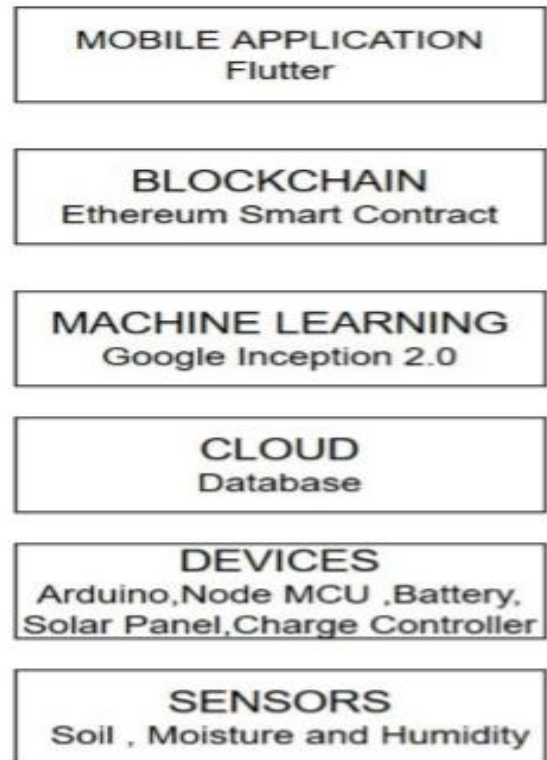 MOBILE APPLICATION
Flutter
BLOCKCHAIN
Ethereum Smart Contract
MACHINE LEARNING
Google Inception 2.0
CLOUD
Database
DEVICES
Arduino,Node MCU ,Battery,
Solar Panel,Charge Controller
SENSORS
Soil , Moisture and Humidity